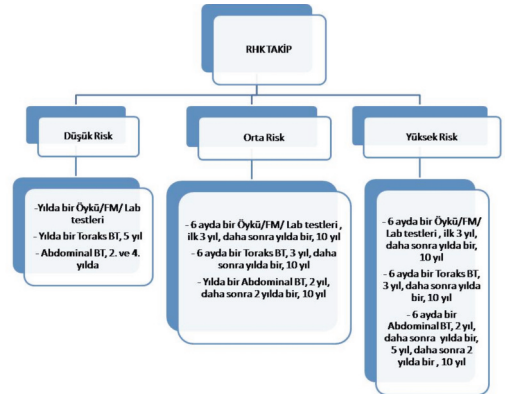 RHK TAKİP
Düşük Risk
-Yılda bir Öykü/FM/ Lab
testleri
- Yılda bir Toraks BT, 5 yıl
- Abdominal BT, 2. ve 4.
yılda
Orta Risk
- 6 ayda bir Öykü/FM/ Lab testleri ,
ilk 3 yıl, daha sonra yılda bir, 10 yıl
- 6 ayda bir Toraks BT, 3 yıl, daha
sonra yılda bir, 10 yıl
- Yılda bir Abdominal BT, 2 yıl,
daha sonra 2 yılda bir, 10 yıl
Yüksek Risk
- 6 ayda bir Öykü/FM/
Lab testleri , ilk 3 yıl,
daha sonra yılda bir,
10 yıl
- 6 ayda bir Toraks BT,
3 yıl, daha sonra yılda
bir, 10 yıl
- 6 ayda bir
Abdominal BT, 2 yıl,
daha sonra yılda bir,
5 yıl, daha sonra 2
yılda bir , 10 yıl